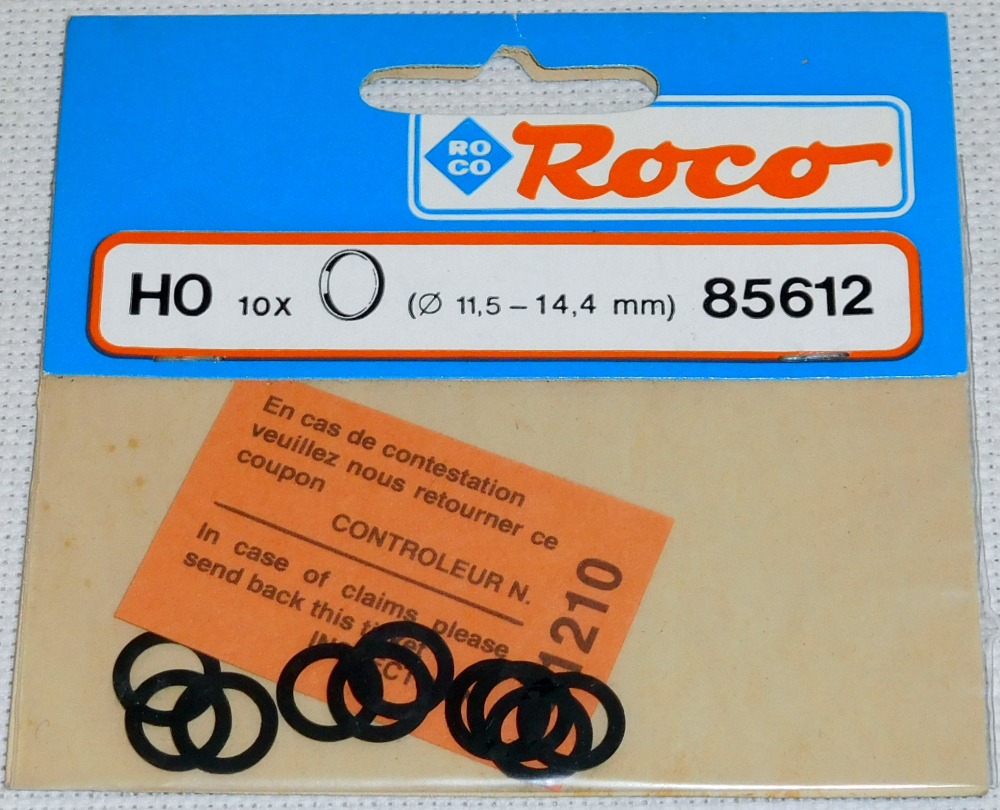 RO
CO
Roco
HO 10X (Ø 11,5 – 14,4 mm) 85612
En cas de contestation
veuillez nous retourner ce
coupon
CONTROLEUR N.
1210
In case of claims please
send back this